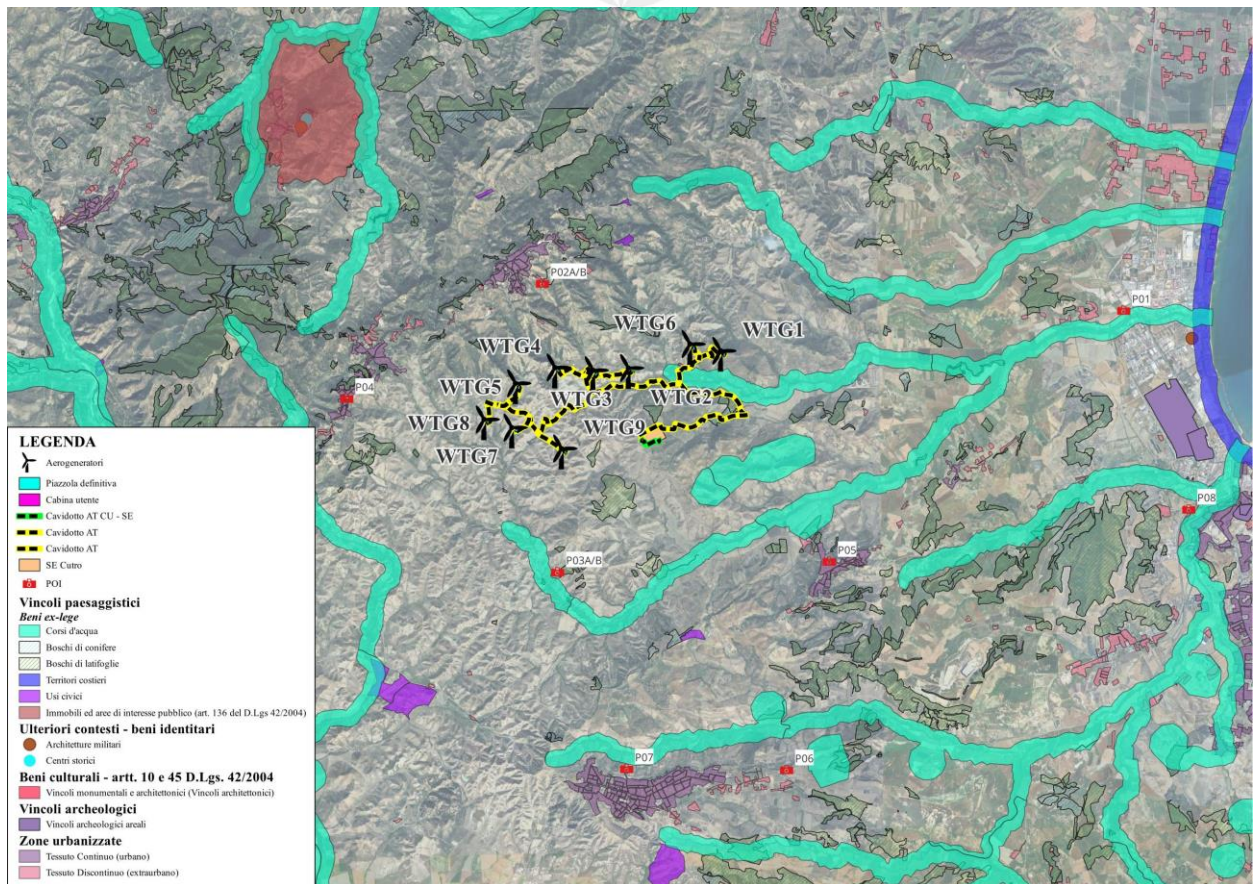 P02A/B
P01
WTG6
WTG1
WTG4
WTG5
P04
WTG3
WTG2
WTG8
WTG9
WTG7
P08
P05
P03A/B
P07
P06
LEGENDA
Aerogeneratori
Piazzola definitiva
Cabina utente
Cavidotto AT CU - SE
Cavidotto AT
Cavidotto AT
SE Cutro
POI
Vincoli paesaggistici
Beni ex-lege
Corsi d'acqua
Boschi di conifere
Boschi di latifoglie
Territori costieri
Usi civici
Immobili ed aree di interesse pubblico (art. 136 del D.Lgs 42/2004)
Ulteriori contesti - beni identitari
Architetture militari
Centri storici
Beni culturali - artt. 10 e 45 D.Lgs. 42/2004
Vincoli monumentali e architettonici (Vincoli architettonici)
Vincoli archeologici
Vincoli archeologici areali
Zone urbanizzate
Tessuto Continuo (urbano)
Tessuto Discontinuo (extraurbano)